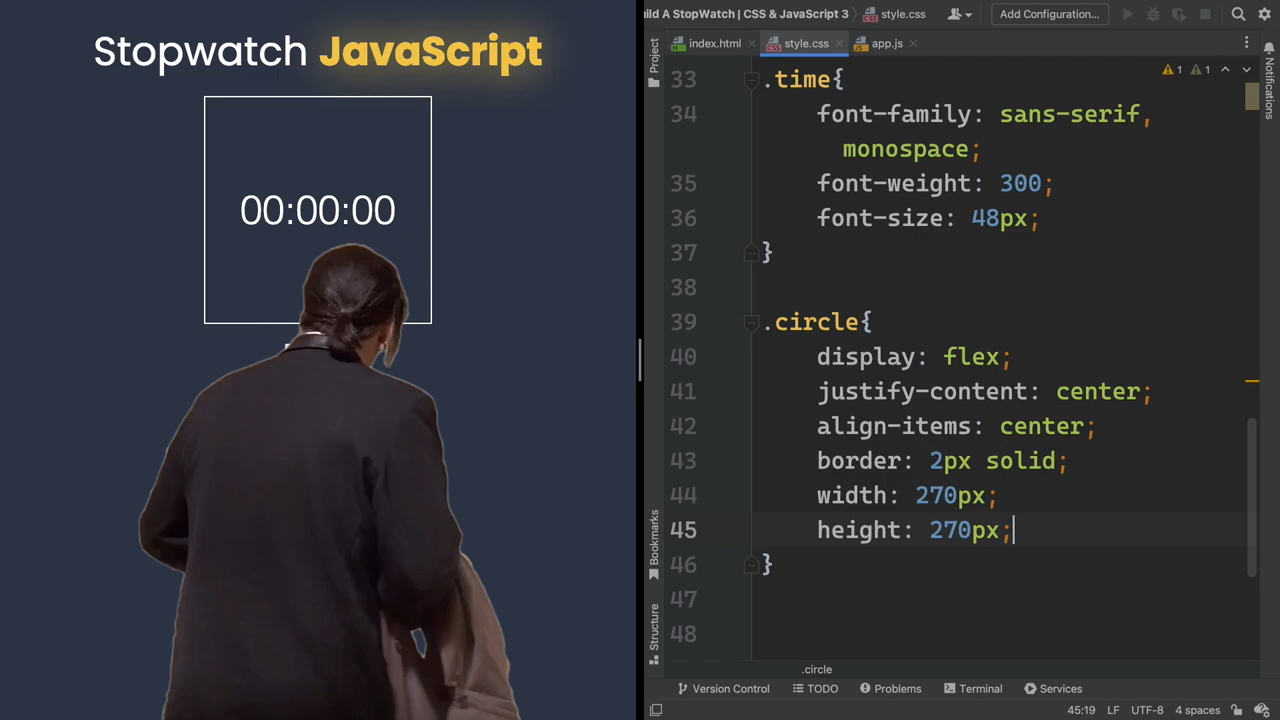 Stopwatch JavaScript
00:00:00
ild A StopWatch | CSS & JavaScript 3
style.css
Add Configuration...
index.html
style.css
app.js
Project
Notifications
Bookmarks
Structure
1
1
33 .time{
34 font-family: sans-serif,
monospace;
35 font-weight: 300;
36 font-size: 48px;
37 }
38
39 .circle{
40 display: flex;
41 justify-content: center;
42 align-items: center;
43 border: 2px solid;
44 width: 270px;
45 height: 270px;
46 }
47
48
.circle
Version Control
TODO
Problems
Terminal
Services
45:19 LF UTF-8 4 spaces